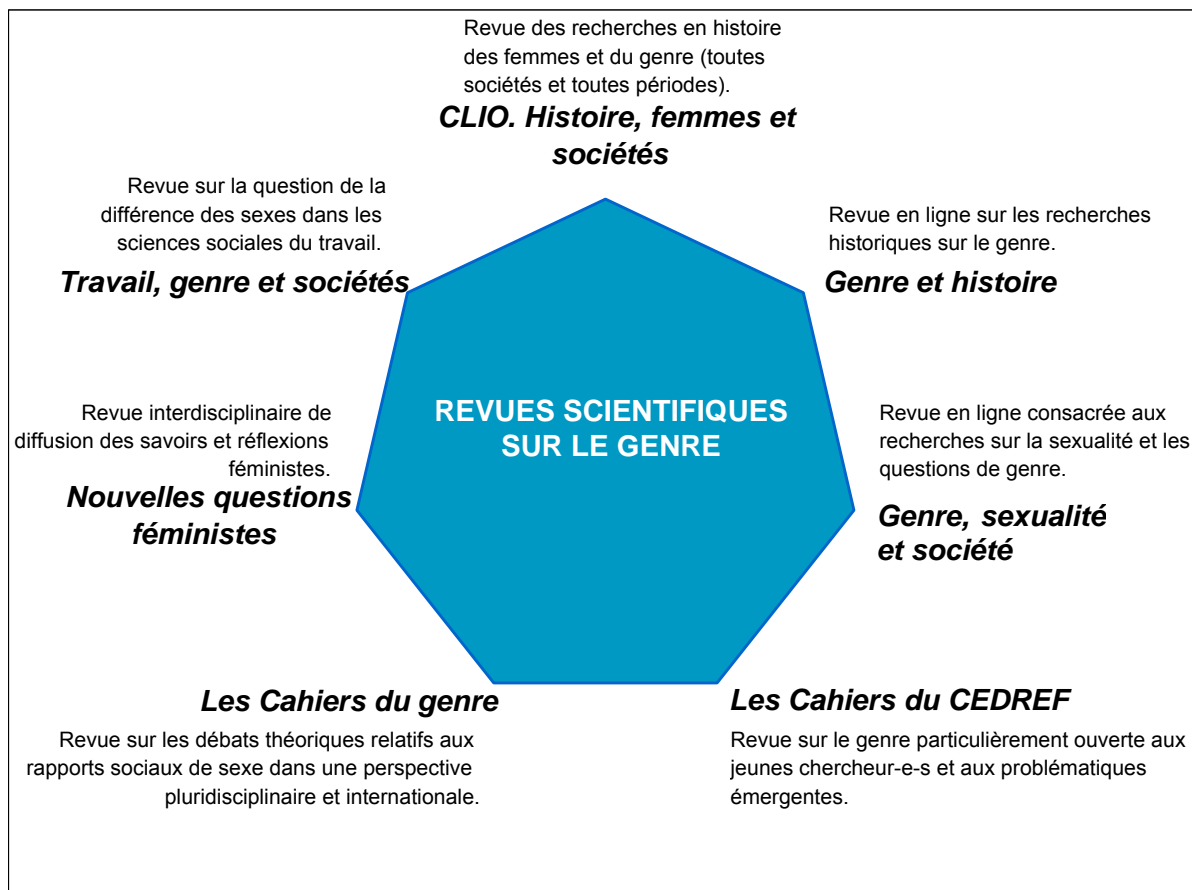 Revue des recherches en histoire
des femmes et du genre (toutes
sociétés et toutes périodes).
CLIO. Histoire, femmes et
sociétés
Revue sur la question de la
différence des sexes dans les
sciences sociales du travail.
Travail, genre et sociétés
Revue en ligne sur les recherches
historiques sur le genre.
Genre et histoire
REVUES SCIENTIFIQUES
SUR LE GENRE
Revue interdisciplinaire de
diffusion des savoirs et réflexions
féministes.
Nouvelles questions
féministes
Revue en ligne consacrée aux
recherches sur la sexualité et les
questions de genre.
Genre, sexualité
et société
Les Cahiers du genre
Revue sur les débats théoriques relatifs aux
rapports sociaux de sexe dans une perspective
pluridisciplinaire et internationale.
Les Cahiers du CEDREF
Revue sur le genre particulièrement ouverte aux
jeunes chercheur-e-s et aux problématiques
émergentes.